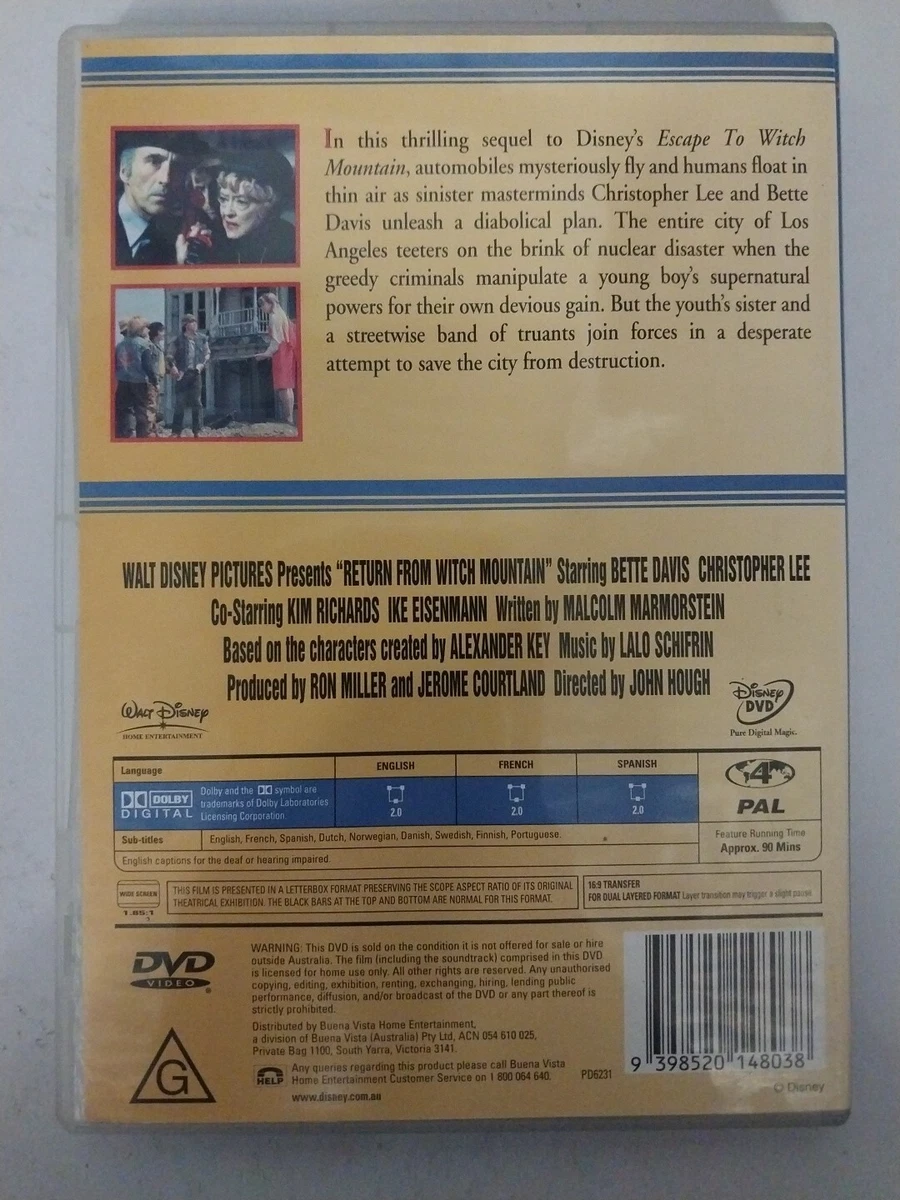 In this thrilling sequel to Disney's Escape To Witch
Mountain, automobiles mysteriously fly and humans float in
thin air as sinister masterminds Christopher Lee and Bette
Davis unleash a diabolical plan. The entire city of Los
Angeles teeters on the brink of nuclear disaster when the
greedy criminals manipulate a young boy's supernatural
powers for their own devious gain. But the youth's sister and
a streetwise band of truants join forces in a desperate
attempt to save the city from destruction.
WALT DISNEY PICTURES Presents "RETURN FROM WITCH MOUNTAIN" Starring BETTE DAVIS CHRISTOPHER LEE
Co-Starring KIM RICHARDS IKE EISENMANN Written by MALCOLM MARMORSTEIN
Based on the characters created by ALEXANDER KEY Music by LALO SCHIFRIN
Produced by RON MILLER and JEROME COURTLAND Directed by JOHN HOUGH
WALT DISNEY
HOME ENTERTAINMENT
DISNEY
DVD
Pure Digital Magic.
Language
ENGLISH
FRENCH
SPANISH
DOLBY
DIGITAL
Dolby and the DD symbol are
trademarks of Dolby Laboratories
Licensing Corporation.
2.0
2.0
2.0
4
PAL
Sub-titles
English, French, Spanish, Dutch, Norwegian, Danish, Swedish, Finnish, Portuguese.
English captions for the deaf or hearing impaired
Feature Running Time
Approx. 90 Mins
WIDE SCREEN
1.85:1
THIS FILM IS PRESENTED IN A LETTERBOX FORMAT PRESERVING THE SCOPE ASPECT RATIO OF ITS ORIGINAL
THEATRICAL EXHIBITION. THE BLACK BARS AT THE TOP AND BOTTOM ARE NORMAL FOR THIS FORMAT.
16:9 TRANSFER
FOR DUAL LAYERED FORMAT Layer transition may trigger a slight pause
DVD
VIDEO
WARNING: This DVD is sold on the condition it is not offered for sale or hire
outside Australia. The film (including the soundtrack) comprised in this DVD
is licensed for home use only. All other rights are reserved. Any unauthorised
copying, editing, exhibition, renting, exchanging, hiring, lending public
performance, diffusion, and/or broadcast of the DVD or any part thereof is
strictly prohibited.
Distributed by Buena Vista Home Entertainment,
a division of Buena Vista (Australia) Pty Ltd, ACN 054 610 025,
Private Bag 1100, South Yarra, Victoria 3141.
HELP
Any queries regarding this product please call Buena Vista
Home Entertainment Customer Service on 1 800 064 640.
www.disney.com.au
PD6231
G
9 398520 148038
© Disney